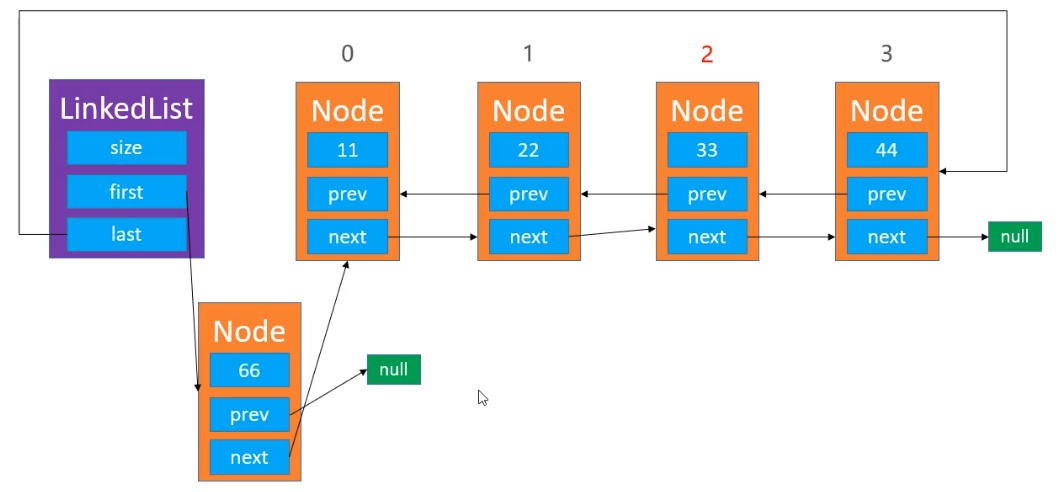 0
1
2
3
LinkedList
size
first
last
Node
11
prev
next
Node
22
prev
next
Node
33
prev
next
Node
44
prev
next
null
Node
66
prev
next
null